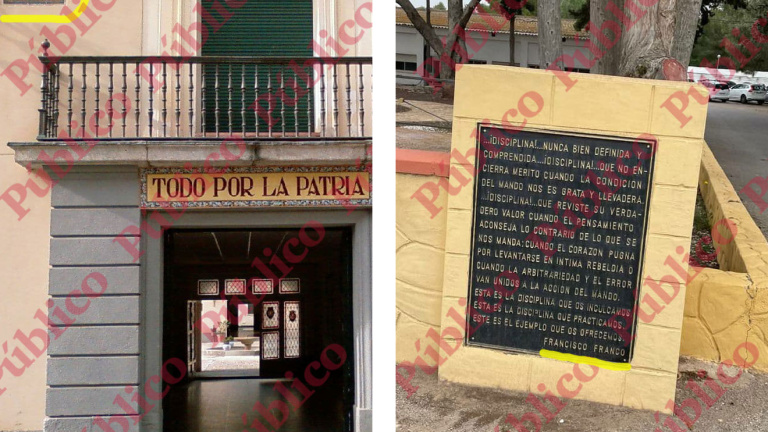 TODO POR LA PATRIA
...¡DISCIPLINA!...NUNCA BIEN DEFINIDA Y
COMPRENDIDA...¡DISCIPLINA!...QUE NO EN-
CIERRA MERITO CUANDO LA CONDICION
DEL MANDO NOS ES GRATA Y LLEVADERA.
...¡DISCIPLINA!...QUE REVISTE SU VERDA-
DERO VALOR CUANDO EL PENSAMIENTO
ACONSEJA LO CONTRARIO DE LO QUE SE
NOS MANDA: CUANDO EL CORAZON PUGNA
POR LEVANTARSE EN INTIMA REBELDIA O
CUANDO LA ARBITRARIEDAD Y EL ERROR
VAN UNIDOS A LA ACCION DEL MANDO.
ESTA ES LA DISCIPLINA QUE OS INCULCAMOS
ESTA ES LA DISCIPLINA QUE PRACTICAMOS.
ESTE ES EL EJEMPLO QUE OS OFRECEMOS.
FRANCISCO FRANCO
Público